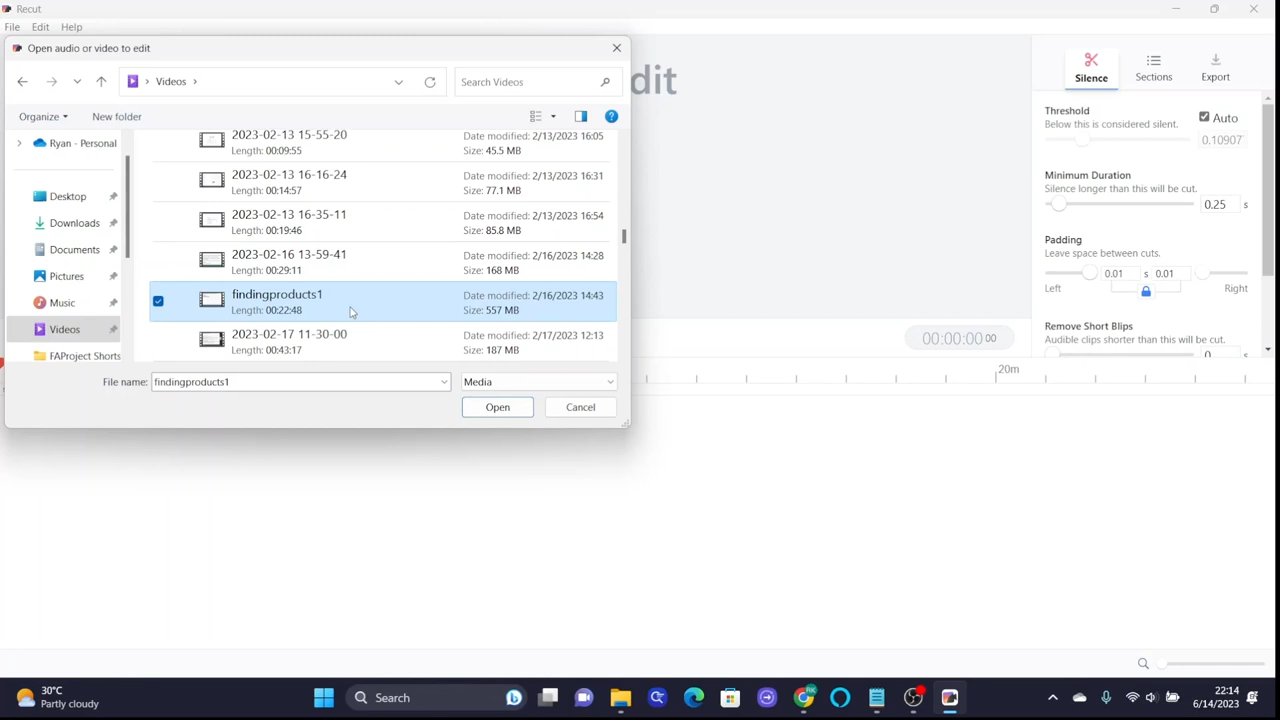 Recut
File Edit Help
Open audio or video to edit
Videos
Search Videos
Organize New folder
Ryan - Personal
Desktop
Downloads
Documents
Pictures
Music
Videos
FAProject Shorts
2023-02-13 15-55-20 Date modified: 2/13/2023 16:05
Length: 00:09:55 Size: 45.5 MB
2023-02-13 16-16-24 Date modified: 2/13/2023 16:31
Length: 00:14:57 Size: 77.1 MB
2023-02-13 16-35-11 Date modified: 2/13/2023 16:54
Length: 00:19:46 Size: 85.8 MB
2023-02-16 13-59-41 Date modified: 2/16/2023 14:28
Length: 00:29:11 Size: 168 MB
findingproducts1 Date modified: 2/16/2023 14:43
Length: 00:22:48 Size: 557 MB
2023-02-17 11-30-00 Date modified: 2/17/2023 12:13
Length: 00:43:17 Size: 187 MB
File name: findingproducts1 Media
Open Cancel
dit
Silence Sections Export
Threshold
Below this is considered silent.
Auto
0.10907
Minimum Duration
Silence longer than this will be cut.
0.25 s
Padding
Leave space between cuts.
0.01 s 0.01
Left Right
Remove Short Blips
Audible clips shorter than this will be cut.
0 s
00:00:00 00
20m
30°C
Partly cloudy
Search
22:14
6/14/2023